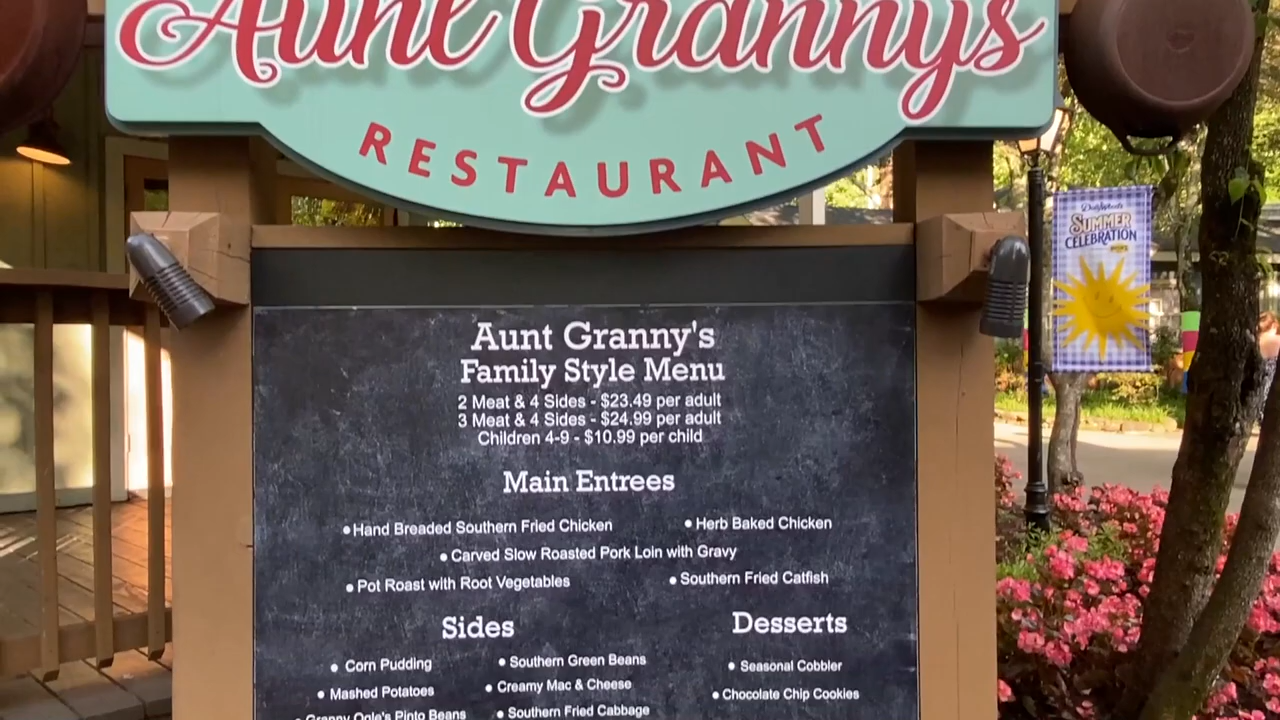 Aunt Granny's
RESTAURANT
DollyWood's
SUMMER
CELEBRATION
Aunt Granny's
Family Style Menu
2 Meat & 4 Sides - $23.49 per adult
3 Meat & 4 Sides - $24.99 per adult
Children 4-9 - $10.99 per child
Main Entrees
• Hand Breaded Southern Fried Chicken
• Herb Baked Chicken
• Carved Slow Roasted Pork Loin with Gravy
• Pot Roast with Root Vegetables
• Southern Fried Catfish
Sides
• Corn Pudding
• Southern Green Beans
• Mashed Potatoes
• Creamy Mac & Cheese
• Granny Ogle's Pinto Beans
• Southern Fried Cabbage
Desserts
• Seasonal Cobbler
• Chocolate Chip Cookies